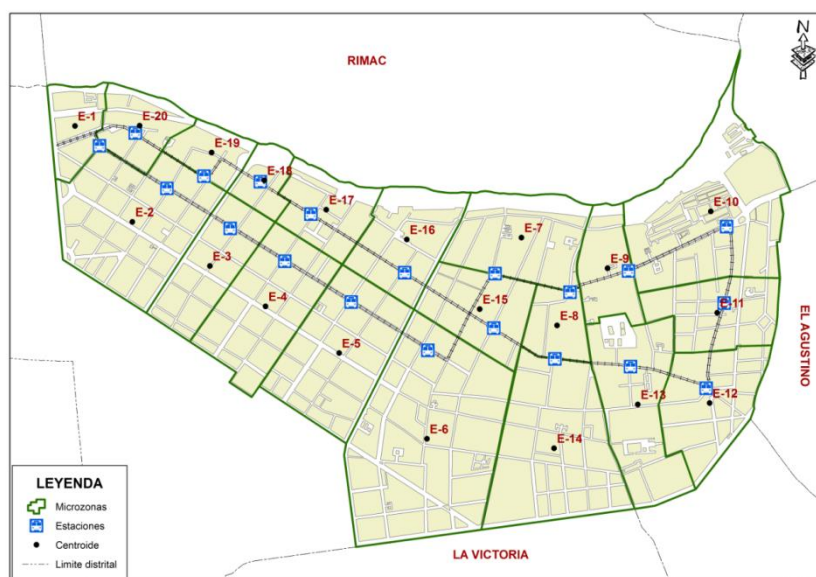 N
RIMAC
E-1
E-20
E-19
E-18
E-17
E-16
E-2
E-3
E-4
E-5
E-7
E-9
E-10
E-15
E-8
E-11
E-6
E-14
E-13
E-12
EL AGUSTINO
LA VICTORIA
LEYENDA
Microzonas
Estaciones
Centroide
Limite distrital